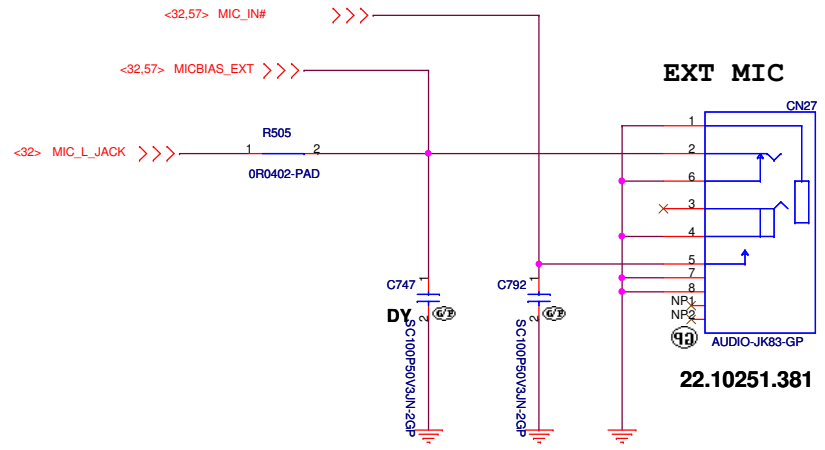 <32,57> MIC_IN#
<32,57> MICBIAS_EXT
EXT MIC
CN27
<32> MIC_L_JACK
R505
1 2
0R0402-PAD
1
2
6
3
4
5
7
8
NP1
NP2
C747
1
2
DY
G/P
SC100P50V3JN-2GP
C792
1
2
G/P
SC100P50V3JN-2GP
AUDIO-JK83-GP
22.10251.381